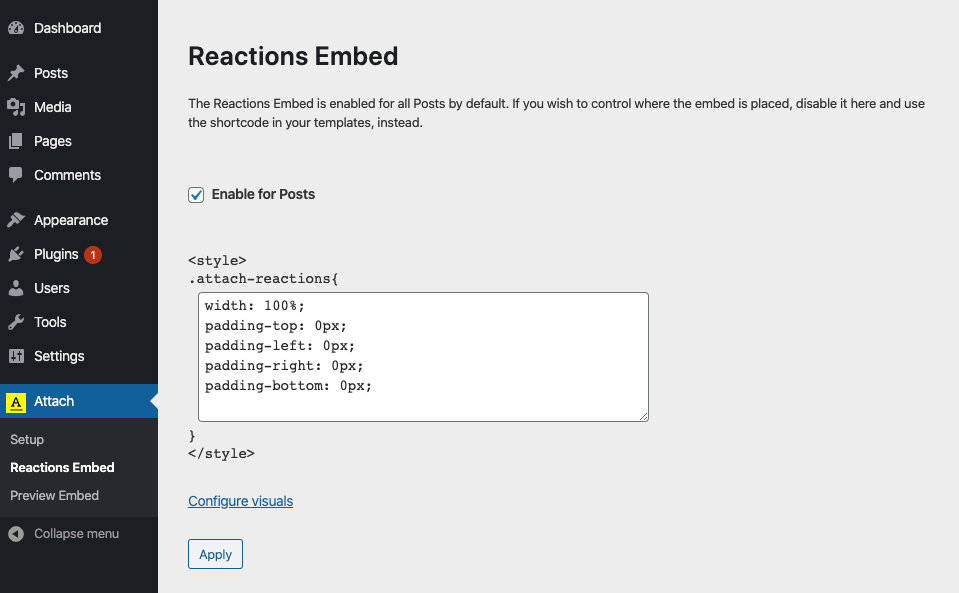 Dashboard
Posts
Media
Pages
Comments
Appearance
Plugins 1
Users
Tools
Settings
A Attach
Setup
Reactions Embed
Preview Embed
Collapse menu
Reactions Embed
The Reactions Embed is enabled for all Posts by default. If you wish to control where the embed is placed, disable it here and use
the shortcode in your templates, instead.
Enable for Posts
<style>
.attach-reactions{
width: 100%;
padding-top: 0px;
padding-left: 0px;
padding-right: 0px;
padding-bottom: 0px;
}
</style>
Configure visuals
Apply